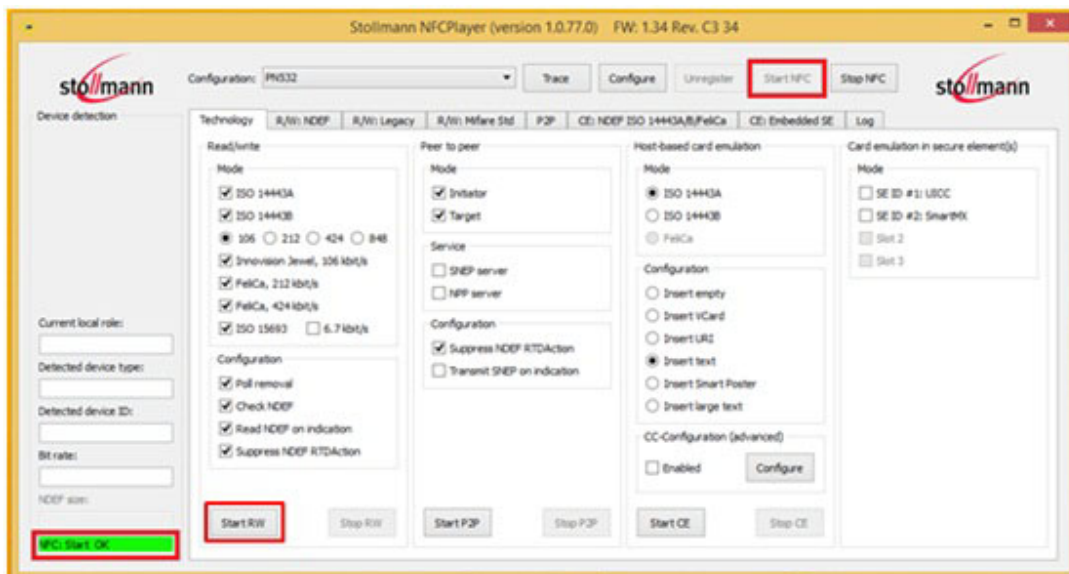 Stollmann NFCPlayer (version 1.0.77.0) FW: 1.34 Rev. C3 34
stollmann
Configuration: PN532
Trace
Configure
Unregister
Start NFC
Stop NFC
stollmann
Device detection
Current local role:
Detected device type:
Detected device ID:
Bit rate:
NDEF size:
NFC: Start OK
Technology
R/W: NDEF
R/W: Legacy
R/W: Mifare Std
P2P
CE: NDEF ISO 14443A/B/FeliCa
CE: Embedded SE
Log
Read/write
Mode
ISO 14443A
ISO 14443B
106 212 424 848
Innovision Jewel, 106 kbit/s
FeliCa, 212 kbit/s
FeliCa, 424 kbit/s
ISO 15693 6.7 kbit/s
Configuration
Poll removal
Check NDEF
Read NDEF on indication
Suppress NDEF RTDAction
Start RW
Stop RW
Peer to peer
Mode
Initiator
Target
Service
SNEP server
NPP server
Configuration
Suppress NDEF RTDAction
Transmit SNEP on indication
Start P2P
Stop P2P
Host-based card emulation
Mode
ISO 14443A
ISO 14443B
FeliCa
Configuration
Insert empty
Insert VCard
Insert URI
Insert text
Insert Smart Poster
Insert large text
CC-Configuration (advanced)
Enabled
Configure
Start CE
Stop CE
Card emulation in secure element(s)
Mode
SE ID #1: UICC
SE ID #2: SmartMX
Slot 2
Slot 3